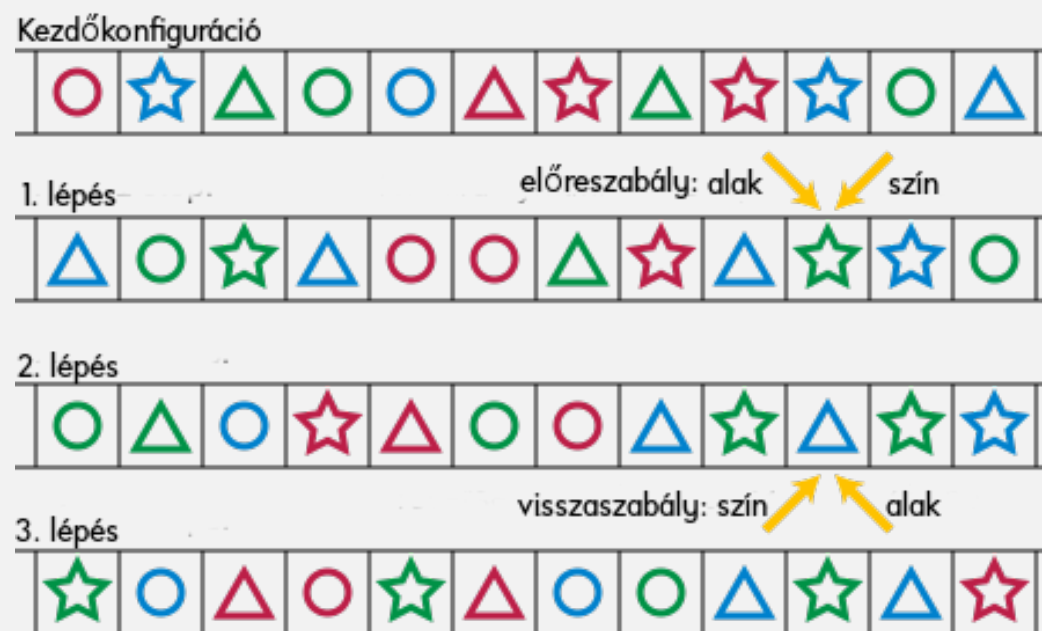 Kezdőkonfiguráció
1. lépés
előreszabály: alak szín
2. lépés
visszaszabály: szín alak
3. lépés